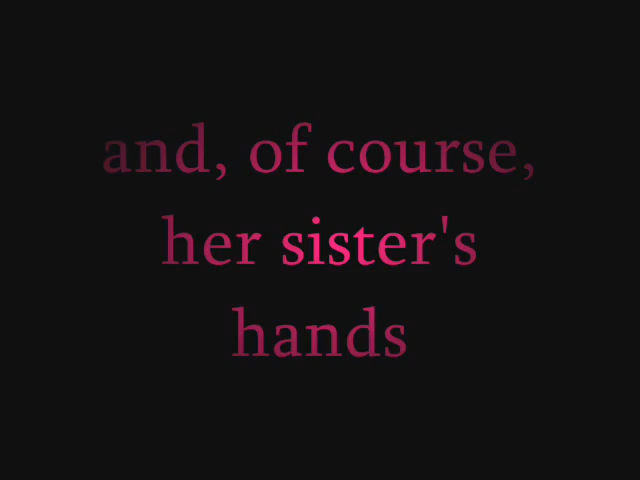 and, of course,
her sister's
hands